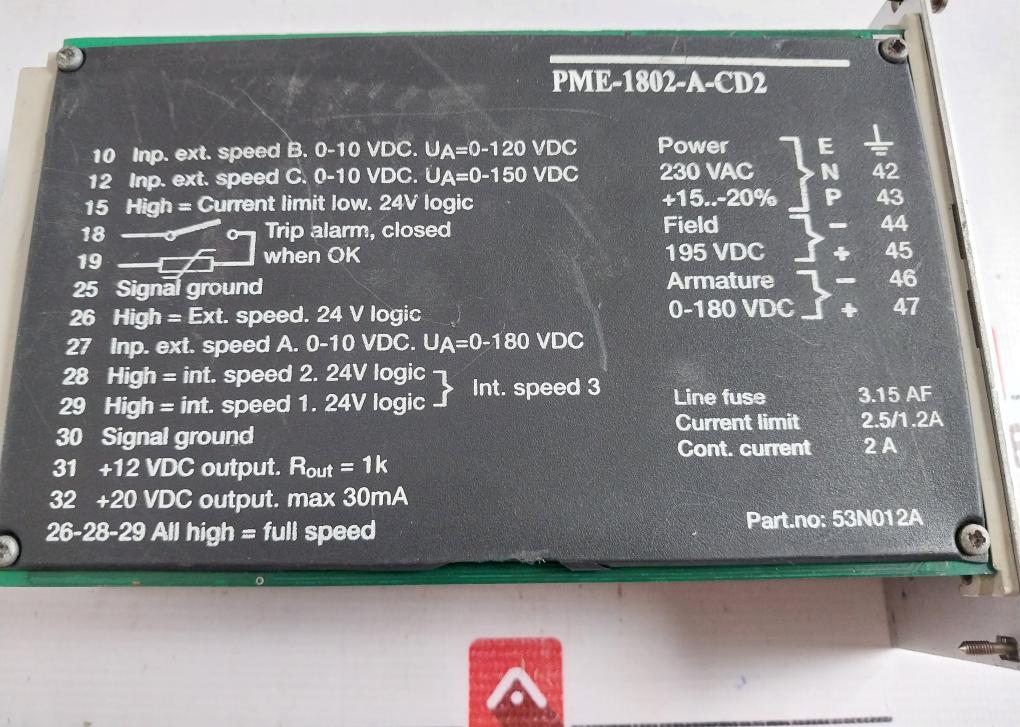 PME-1802-A-CD2
10 Inp. ext. speed B. 0-10 VDC. UA=0-120 VDC
12 Inp. ext. speed C. 0-10 VDC. UA=0-150 VDC
15 High = Current limit low. 24V logic
18 Trip alarm, closed
19 when OK
25 Signal ground
26 High = Ext. speed. 24 V logic
27 Inp. ext. speed A. 0-10 VDC. UA=0-180 VDC
28 High = int. speed 2. 24V logic
29 High = int. speed 1. 24V logic
Int. speed 3
30 Signal ground
31 +12 VDC output. Rout = 1k
32 +20 VDC output. max 30mA
26-28-29 All high = full speed
Power E
230 VAC N 42
+15..-20% P 43
Field - 44
195 VDC + 45
Armature - 46
0-180 VDC + 47
Line fuse 3.15 AF
Current limit 2.5/1.2A
Cont. current 2 A
Part.no: 53N012A